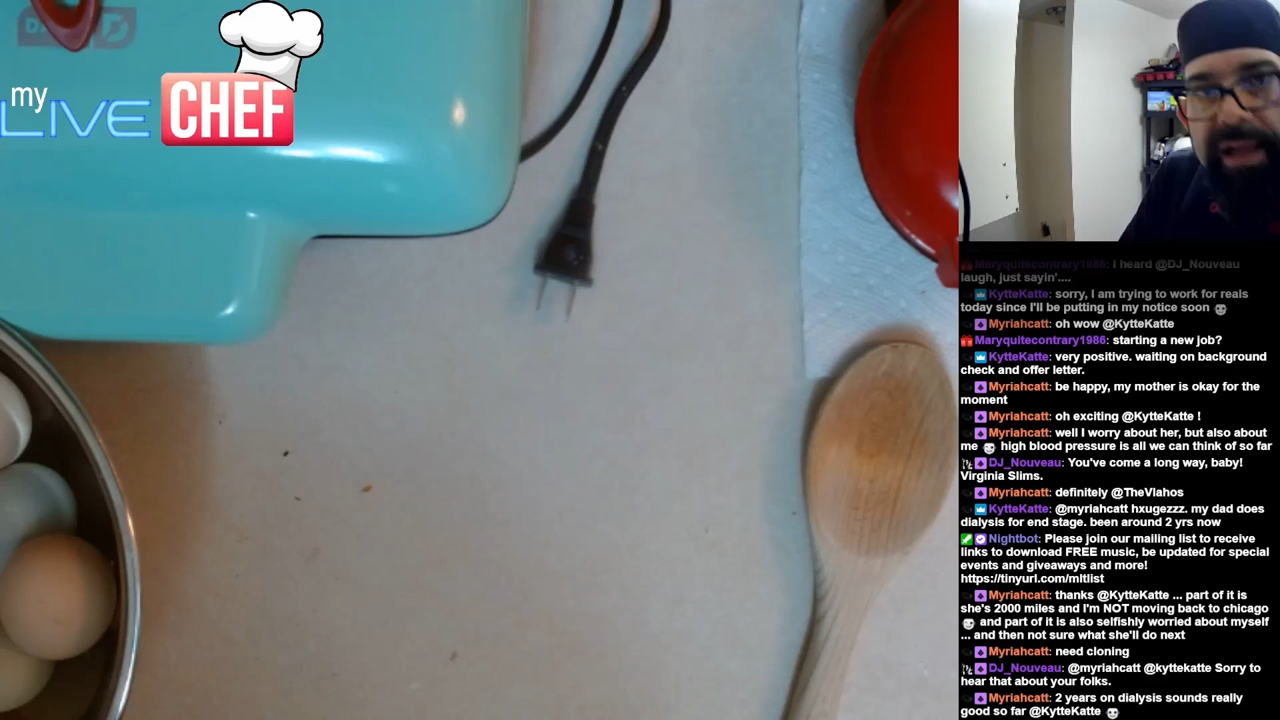 my
LIVE CHEF
Maryquitecontrary1986: I heard @DJ_Nouveau
laugh, just sayin'....
KytteKatte: sorry, I am trying to work for reals
today since I'll be putting in my notice soon
Myriahcatt: oh wow @KytteKatte
Maryquitecontrary1986: starting a new job?
KytteKatte: very positive. waiting on background
check and offer letter.
Myriahcatt: be happy, my mother is okay for the
moment
Myriahcatt: oh exciting @KytteKatte !
Myriahcatt: well I worry about her, but also about
me high blood pressure is all we can think of so far
DJ_Nouveau: You've come a long way, baby!
Virginia Slims.
Myriahcatt: definitely @TheVlahos
KytteKatte: @myriahcatt hxugezzz. my dad does
dialysis for end stage. been around 2 yrs now
Nightbot: Please join our mailing list to receive
links to download FREE music, be updated for special
events and giveaways and more!
https://tinyurl.com/mltlist
Myriahcatt: thanks @KytteKatte ... part of it is
she's 2000 miles and I'm NOT moving back to chicago
and part of it is also selfishly worried about myself
... and then not sure what she'll do next
Myriahcatt: need cloning
DJ_Nouveau: @myriahcatt @kyttekatte Sorry to
hear that about your folks.
Myriahcatt: 2 years on dialysis sounds really
good so far @KytteKatte